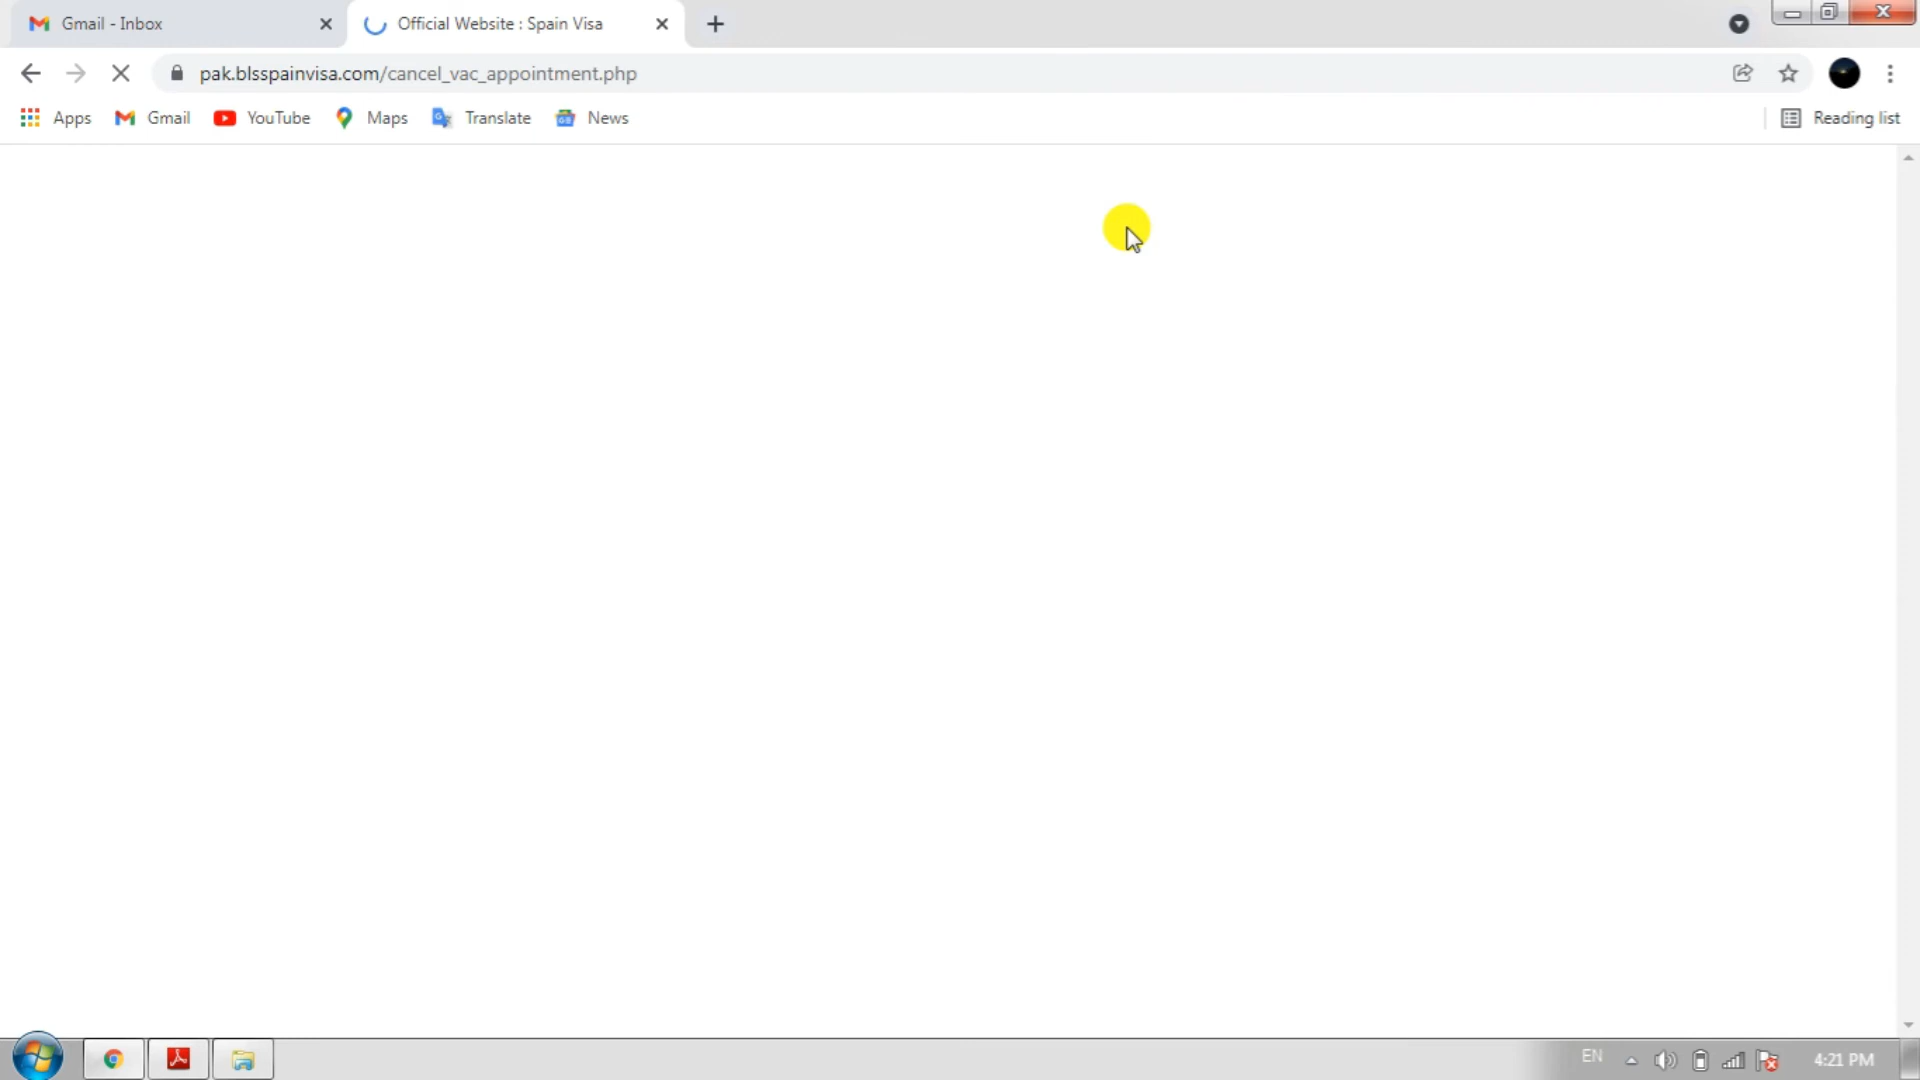 Gmail - Inbox
Official Website : Spain Visa
pak.blsspainvisa.com/cancel_vac_appointment.php
Apps
Gmail
YouTube
Maps
Translate
News
Reading list
EN
4:21 PM